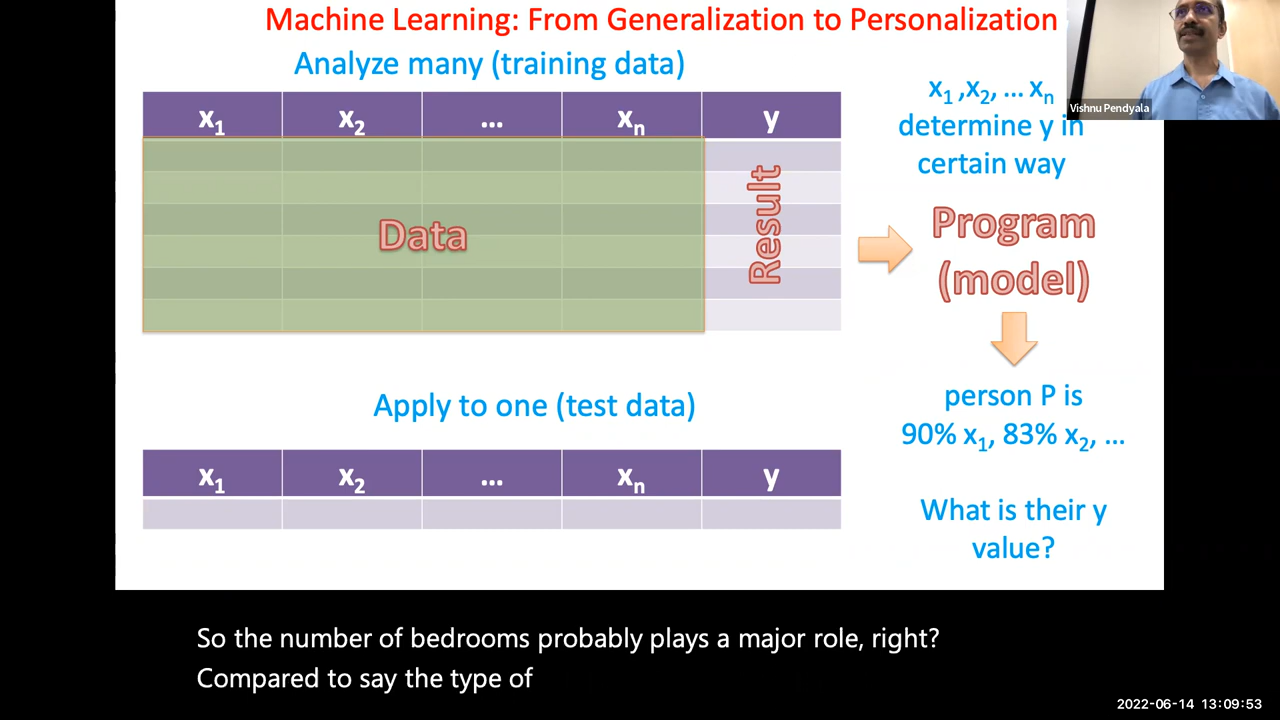 Machine Learning: From Generalization to Personalization
Analyze many (training data)
x1 x2 ... xn y
Data
Result
x1 ,x2, ... xn
determine y in
certain way
Program
(model)
Vishnu Pendyala
Apply to one (test data)
x1 x2 ... xn y
person P is
90% x1, 83% x2, ...
What is their y
value?
So the number of bedrooms probably plays a major role, right?
Compared to say the type of
2022-06-14 13:09:53